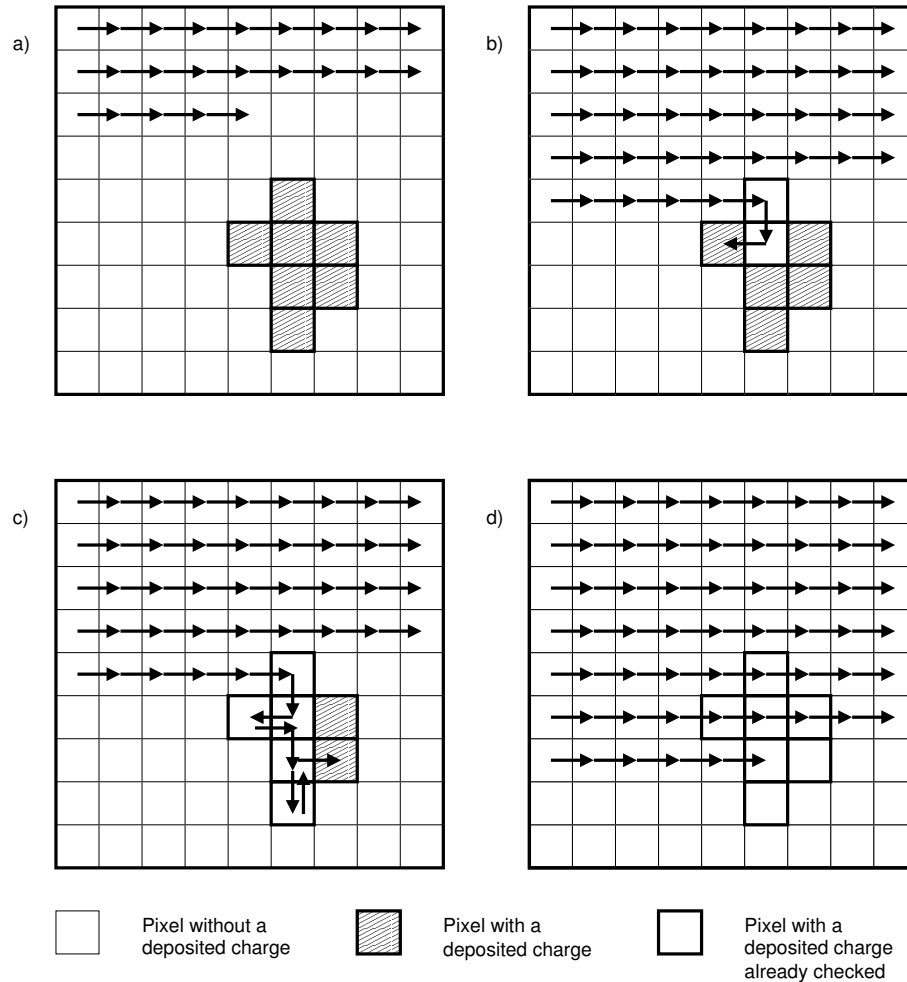 a)
b)
c)
d)
Pixel without a
deposited charge
Pixel with a
deposited charge
Pixel with a
deposited charge
already checked